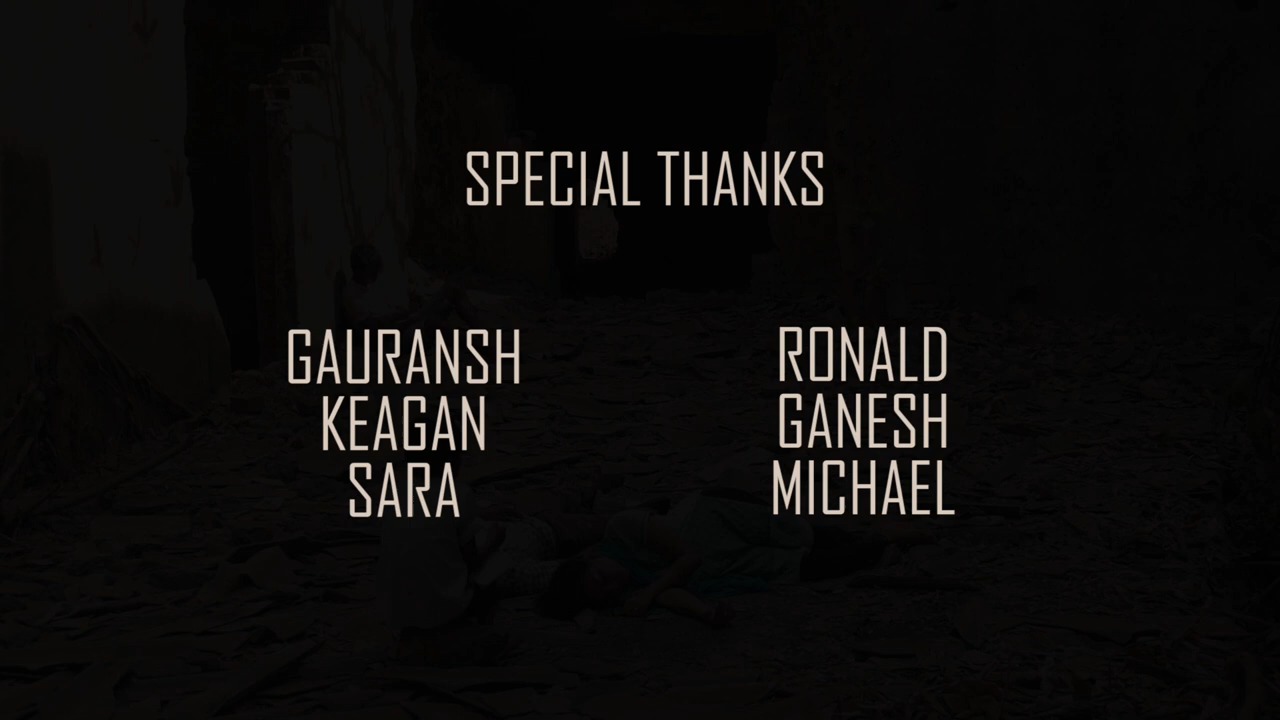 SPECIAL THANKS
GAURANSH
KEAGAN
SARA
RONALD
GANESH
MICHAEL